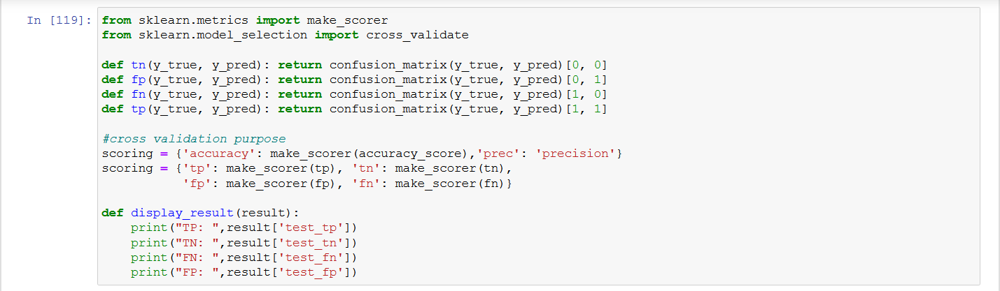 In [119]: from sklearn.metrics import make_scorer
from sklearn.model_selection import cross_validate
def tn(y_true, y_pred): return confusion_matrix(y_true, y_pred)[0, 0]
def fp(y_true, y_pred): return confusion_matrix(y_true, y_pred)[0, 1]
def fn(y_true, y_pred): return confusion_matrix(y_true, y_pred)[1, 0]
def tp(y_true, y_pred): return confusion_matrix(y_true, y_pred)[1, 1]
#cross validation purpose
scoring = {'accuracy': make_scorer(accuracy_score),'prec': 'precision'}
scoring = {'tp': make_scorer(tp), 'tn': make_scorer(tn),
           'fp': make_scorer(fp), 'fn': make_scorer(fn)}
def display_result(result):
    print("TP: ",result['test_tp'])
    print("TN: ",result['test_tn'])
    print("FN: ",result['test_fn'])
    print("FP: ",result['test_fp'])